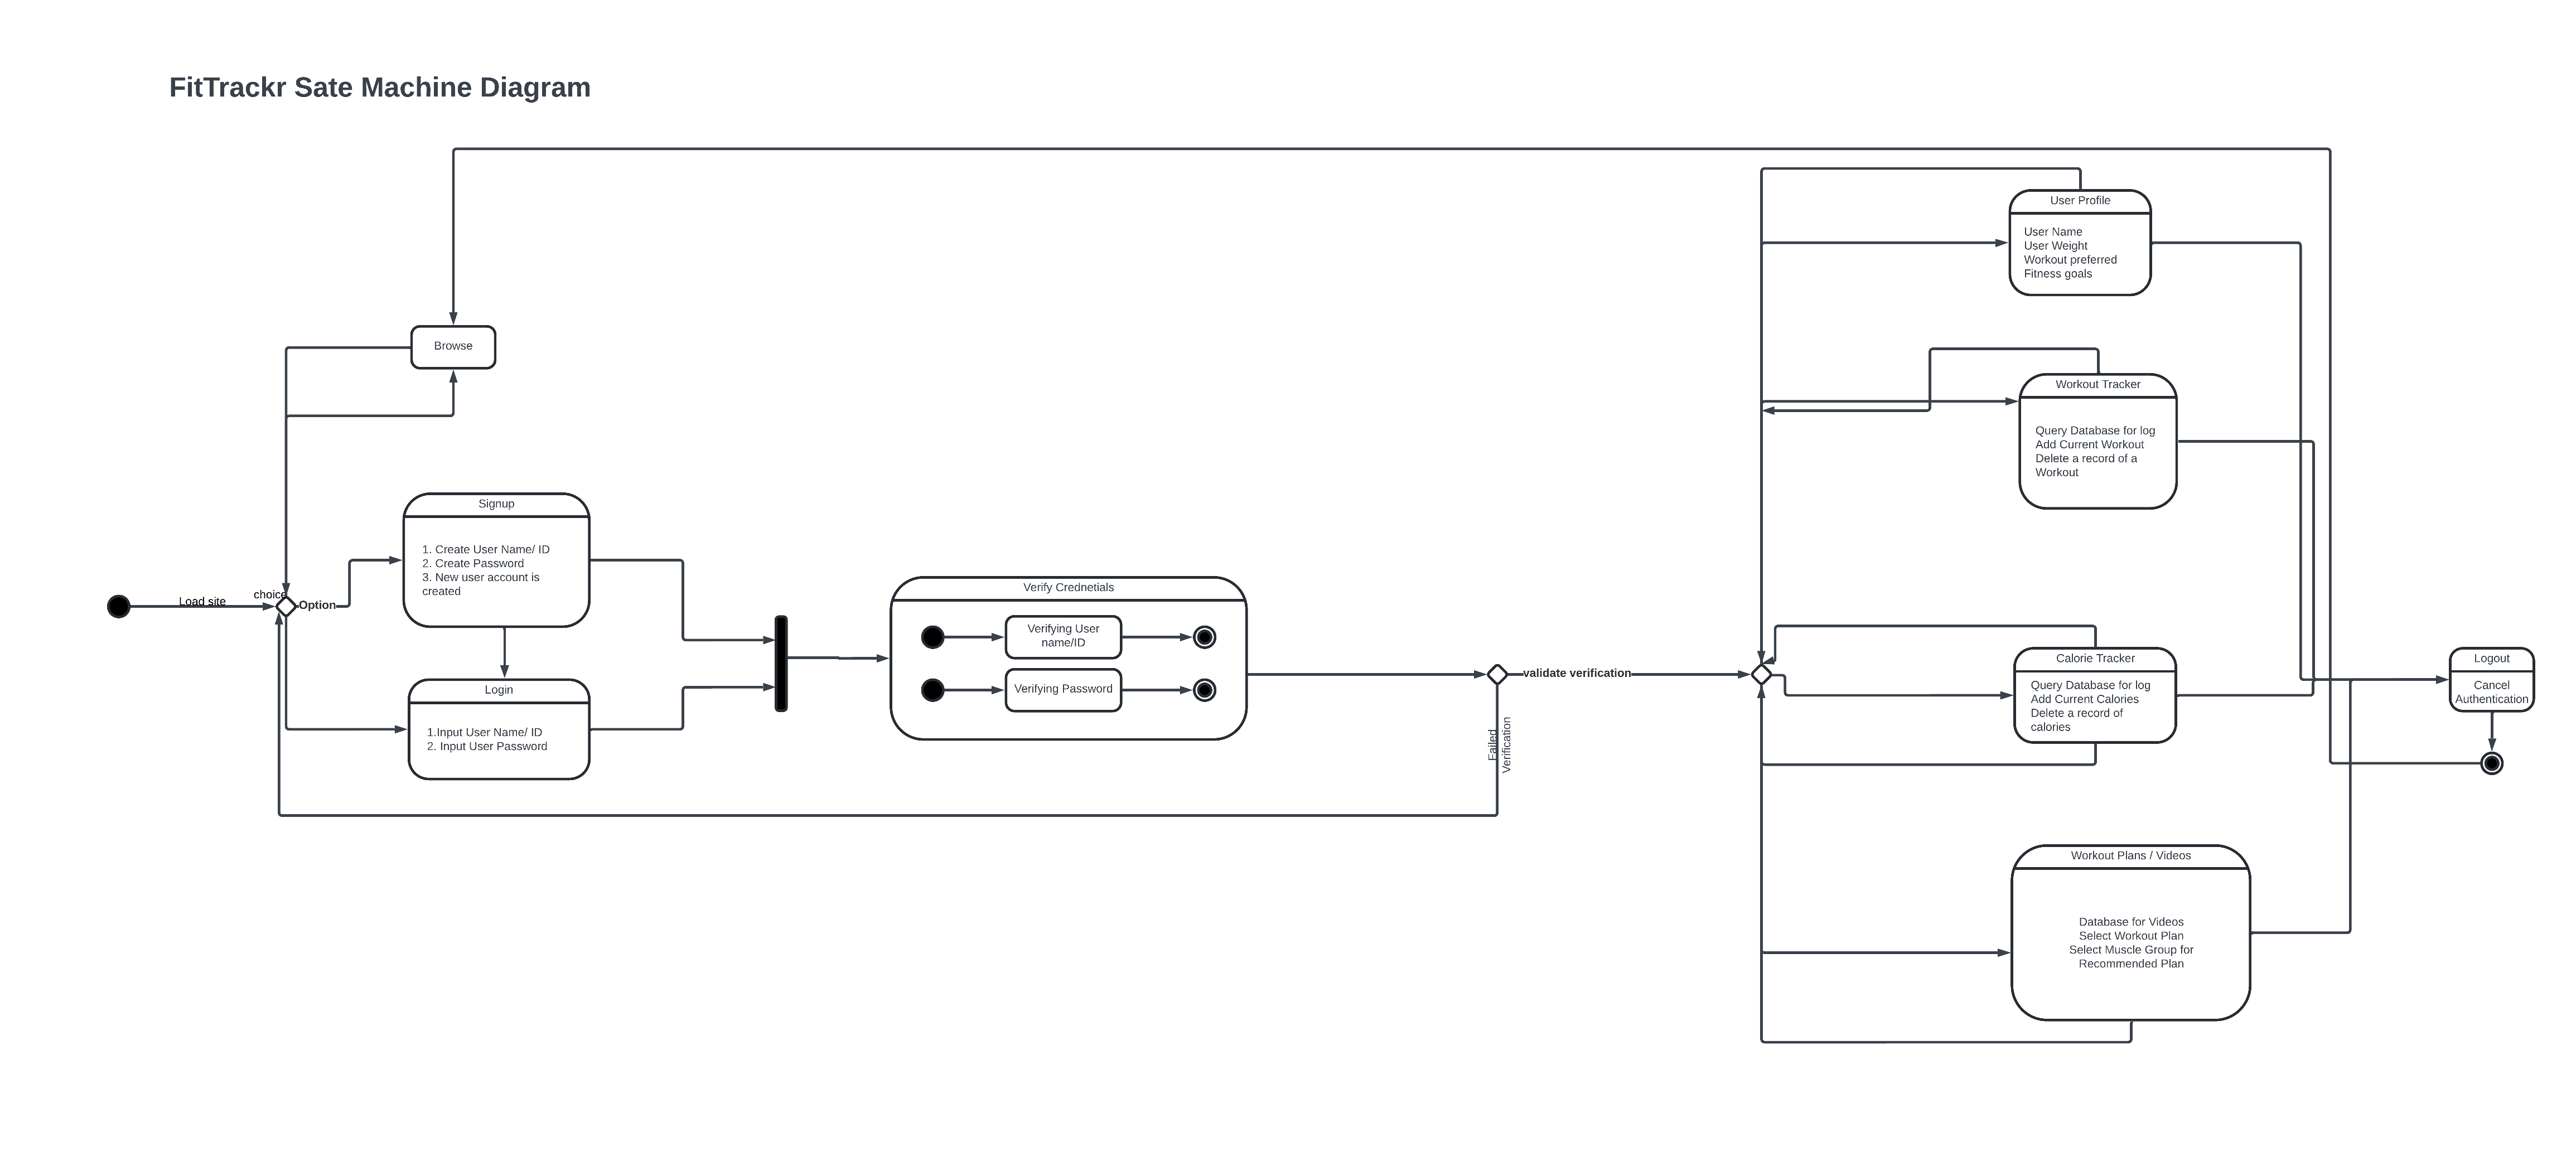 FitTrackr Sate Machine Diagram
User Profile
User Name
User Weight
Workout preferred
Fitness goals
Browse
Workout Tracker
Query Database for log
Add Current Workout
Delete a record of a
Workout
Signup
1. Create User Name/ ID
2. Create Password
3. New user account is
created
Load site
choice
Option
Verify Crednetials
Verifying User
name/ID
Verifying Password
Login
1.Input User Name/ ID
2. Input User Password
validate verification
Failed
Verification
Calorie Tracker
Query Database for log
Add Current Calories
Delete a record of
calories
Logout
Cancel
Authentication
Workout Plans / Videos
Database for Videos
Select Workout Plan
Select Muscle Group for
Recommended Plan